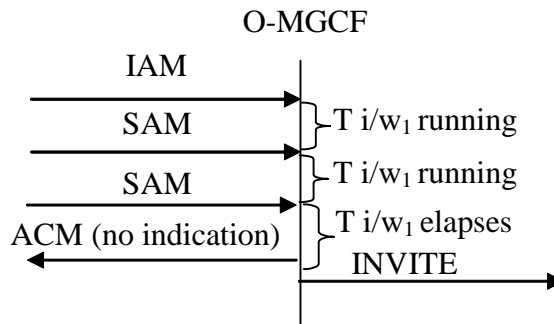 O-MGCF
IAM
T i/w₁ running
SAM
T i/w₁ running
SAM
T i/w₁ elapses
ACM (no indication)
INVITE